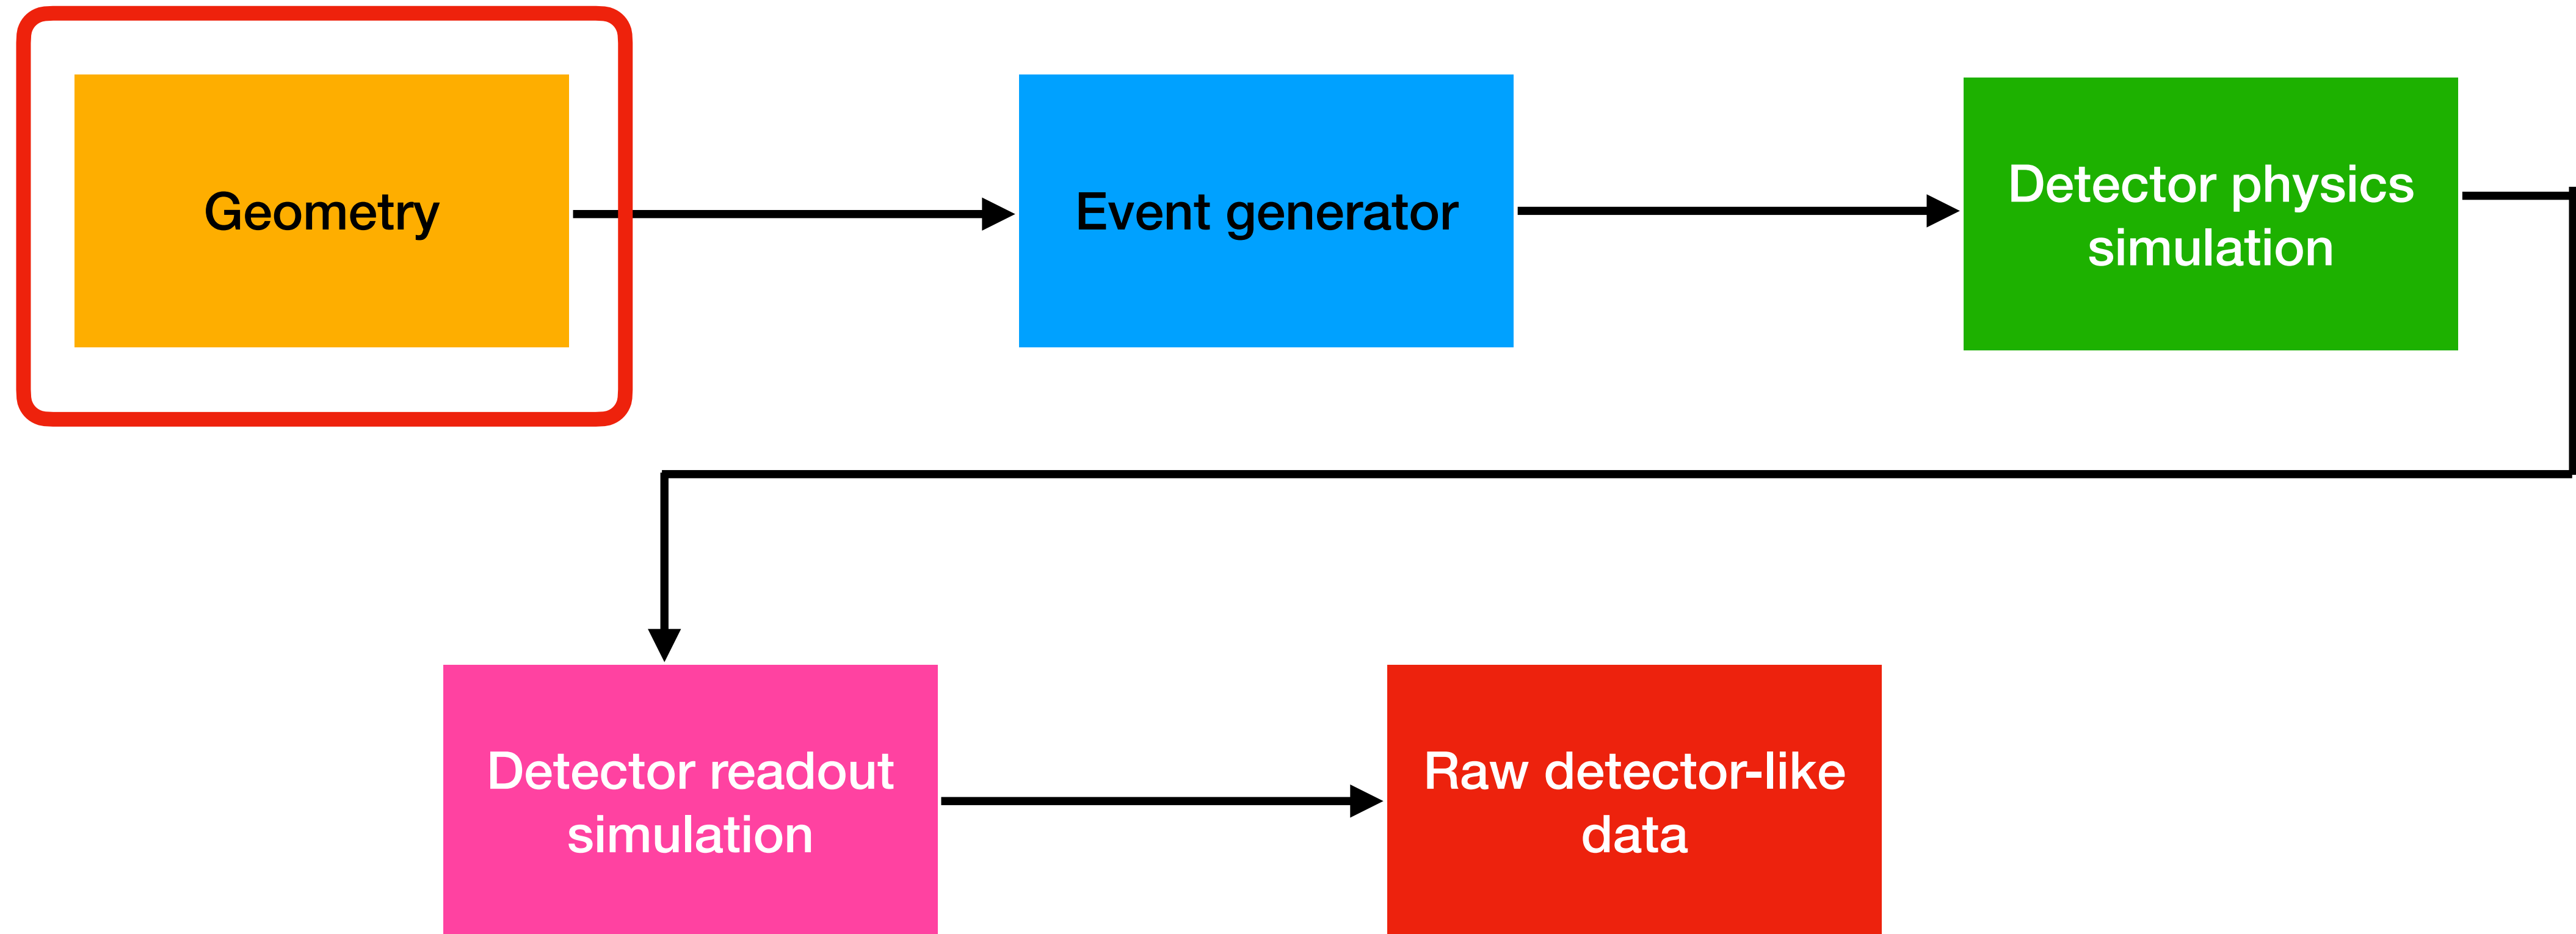 Geometry
Event generator
Detector physics
simulation
Detector readout
simulation
Raw detector-like
data